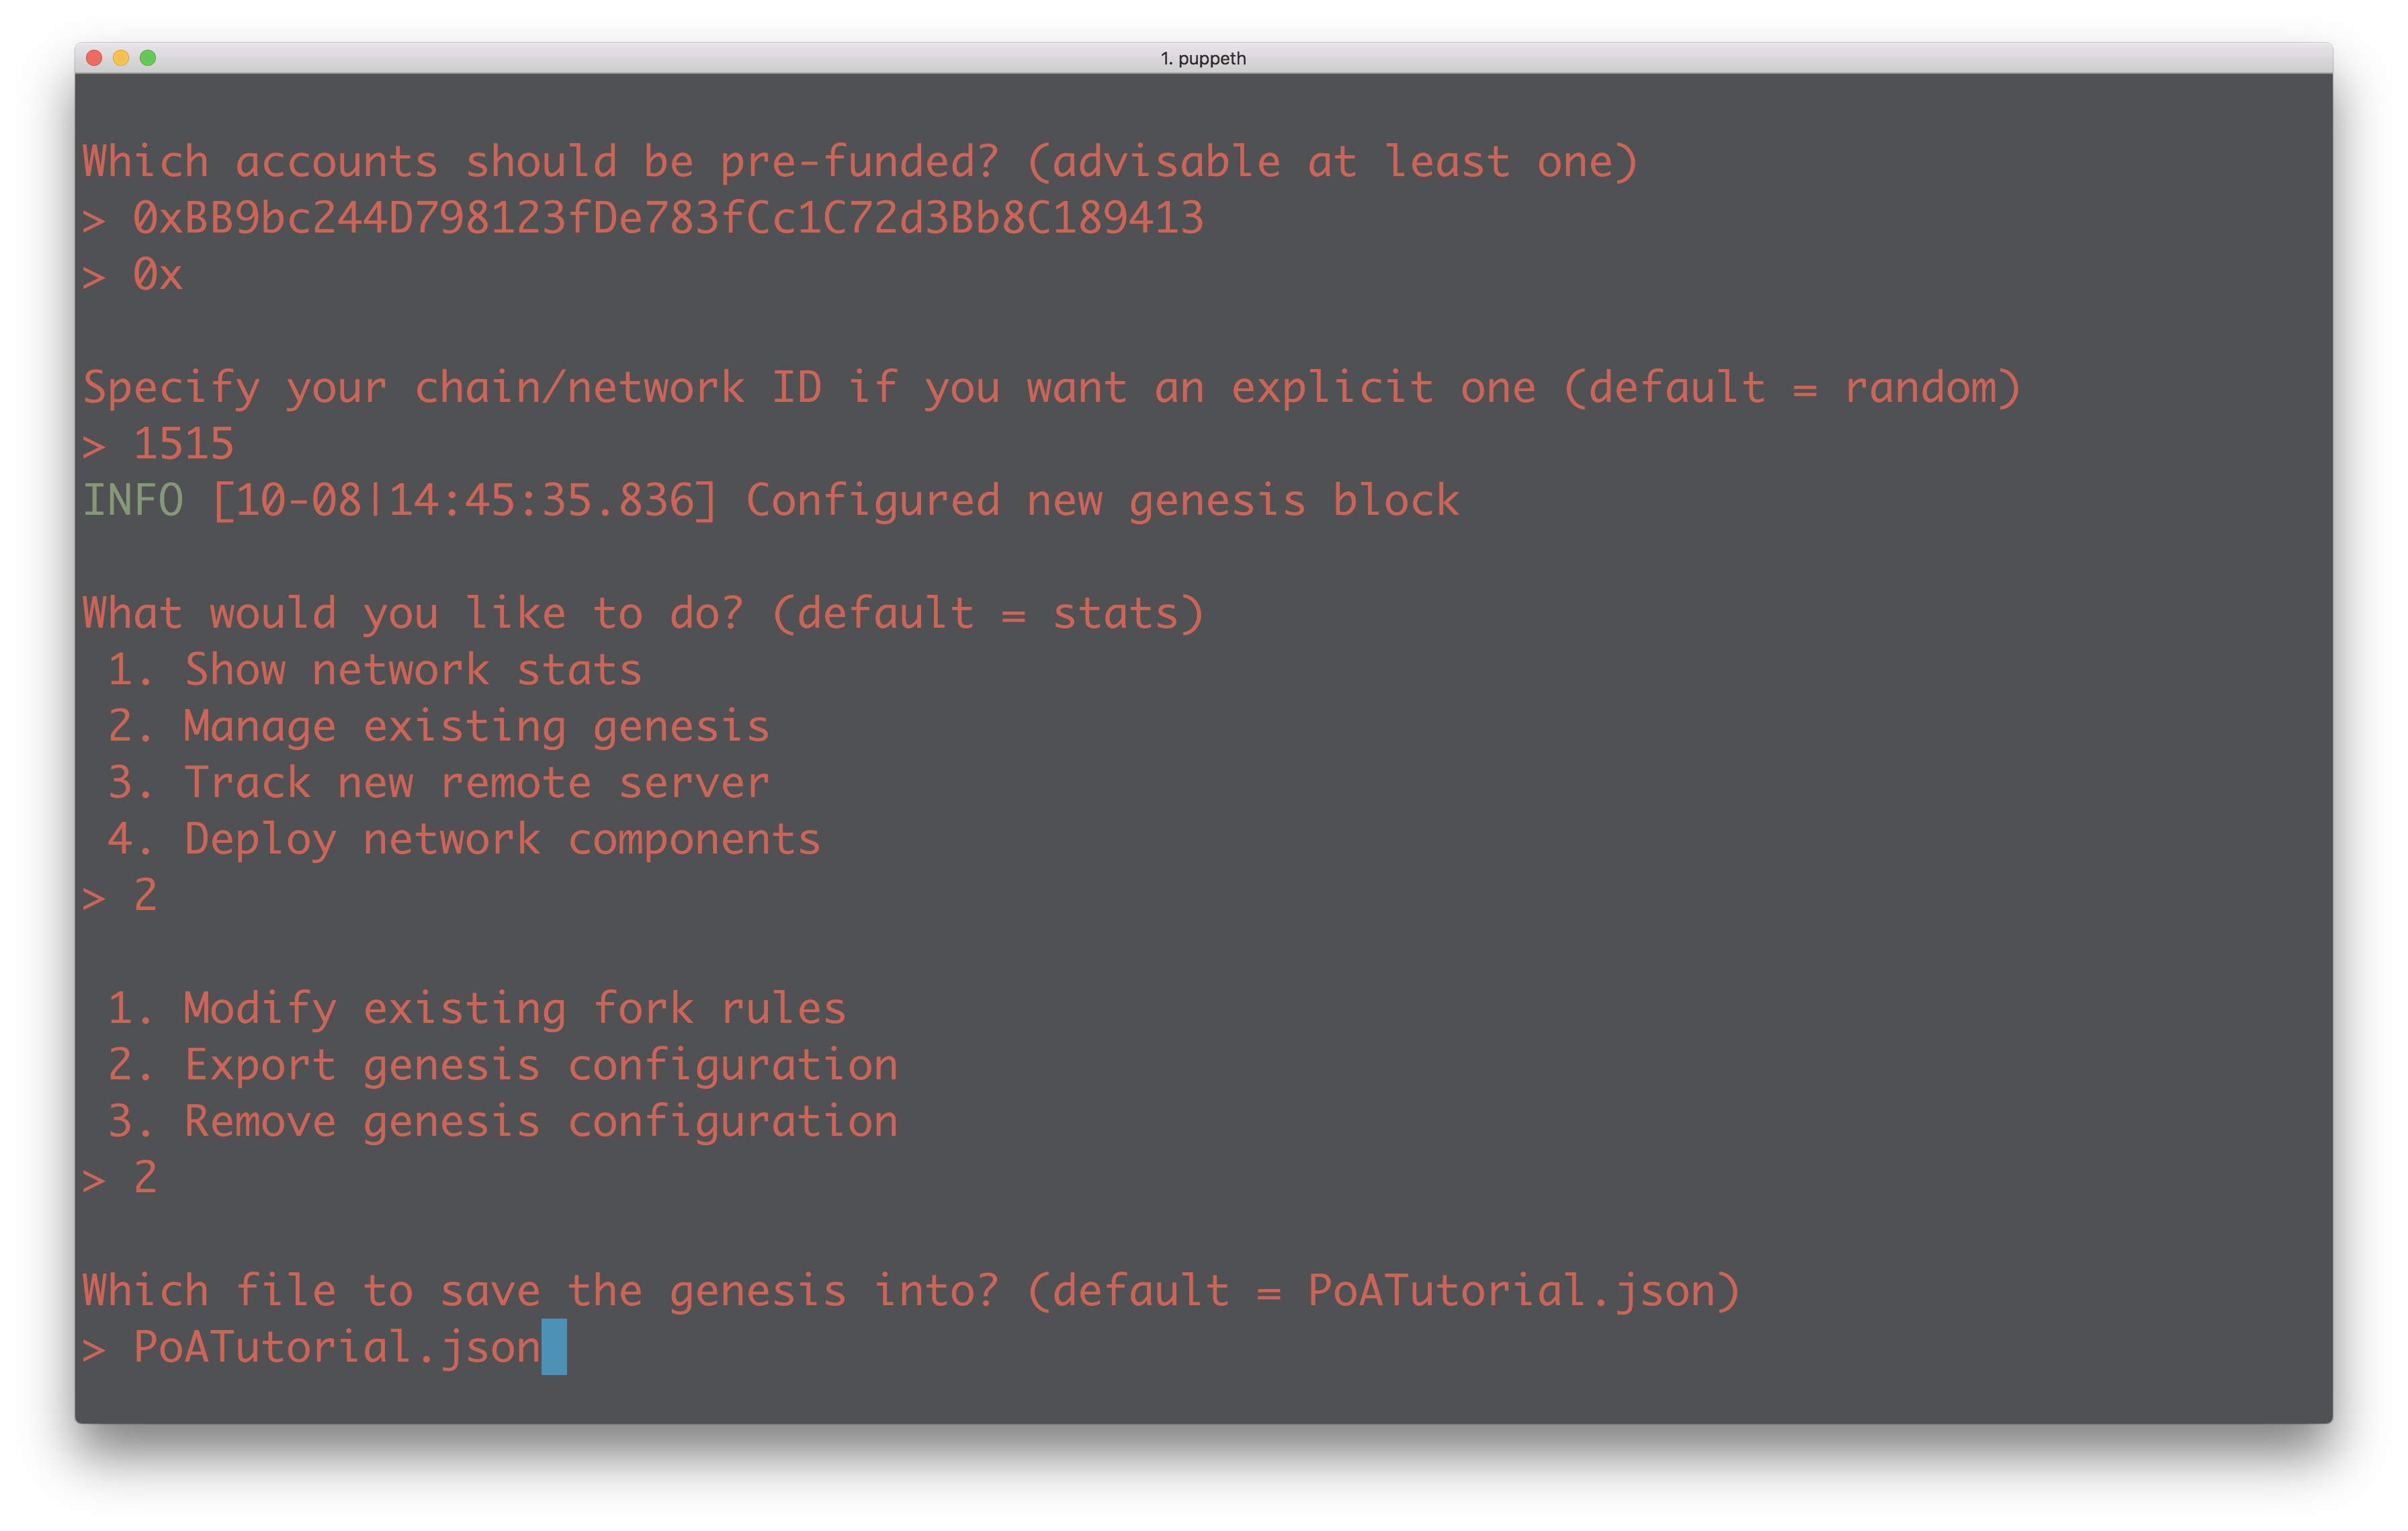 1. puppeth
Which accounts should be pre-funded? (advisable at least one)
> 0xBB9bc244D798123fDe783fCc1C72d3Bb8C189413
> 0x
Specify your chain/network ID if you want an explicit one (default = random)
> 1515
INFO [10-08|14:45:35.836] Configured new genesis block
What would you like to do? (default = stats)
1. Show network stats
2. Manage existing genesis
3. Track new remote server
4. Deploy network components
> 2
1. Modify existing fork rules
2. Export genesis configuration
3. Remove genesis configuration
> 2
Which file to save the genesis into? (default = PoATutorial.json)
> PoATutorial.json